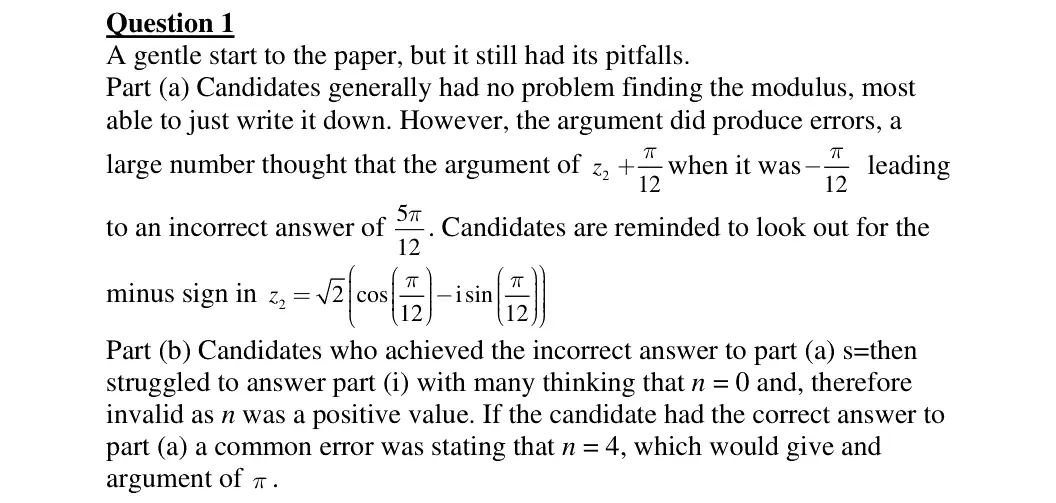 Question 1
A gentle start to the paper, but it still had its pitfalls.
Part (a) Candidates generally had no problem finding the modulus, most
able to just write it down. However, the argument did produce errors, a
large number thought that the argument of z₂ +π/12 when it was −π/12 leading
to an incorrect answer of 5π/12. Candidates are reminded to look out for the
minus sign in z₂ = √2(cos(π/12) − i sin(π/12))
Part (b) Candidates who achieved the incorrect answer to part (a) s=then
struggled to answer part (i) with many thinking that n = 0 and, therefore
invalid as n was a positive value. If the candidate had the correct answer to
part (a) a common error was stating that n = 4, which would give and
argument of π.